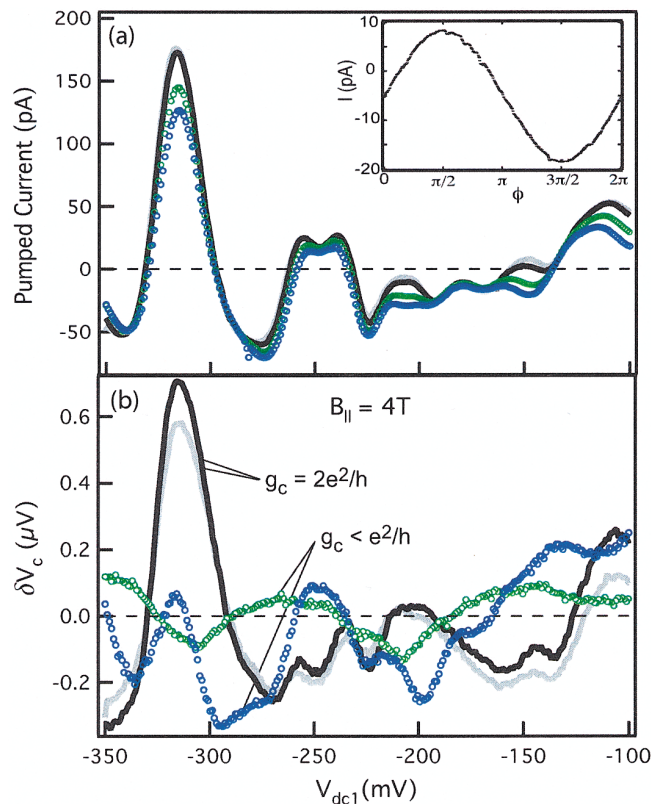 (a)
Pumped Current (pA)
200
150
100
50
0
-50
I (pA)
10
0
-10
-20
0
π/2
π
3π/2
2π
ϕ
(b)
B|| = 4T
δVc (μV)
0.6
0.4
0.2
0.0
-0.2
gc = 2e²/h
gc < e²/h
-350
-300
-250
-200
-150
-100
Vdc1 (mV)